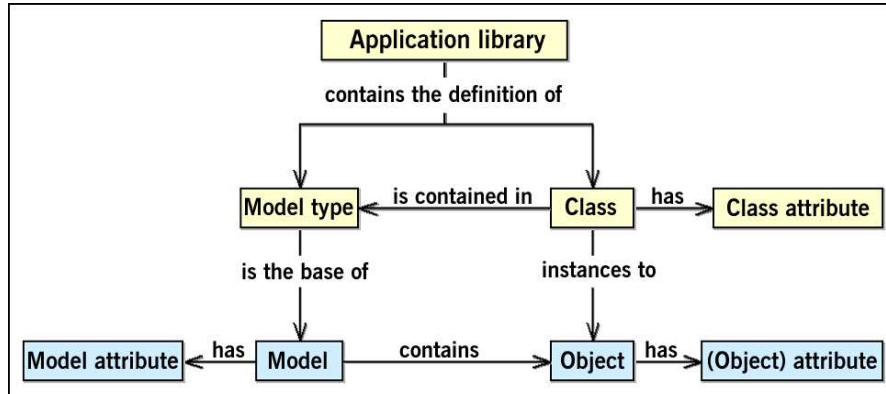 Application library
contains the definition of
Model type
is contained in
Class
has
Class attribute
is the base of
instances to
Model attribute
has
Model
contains
Object
has
(Object) attribute